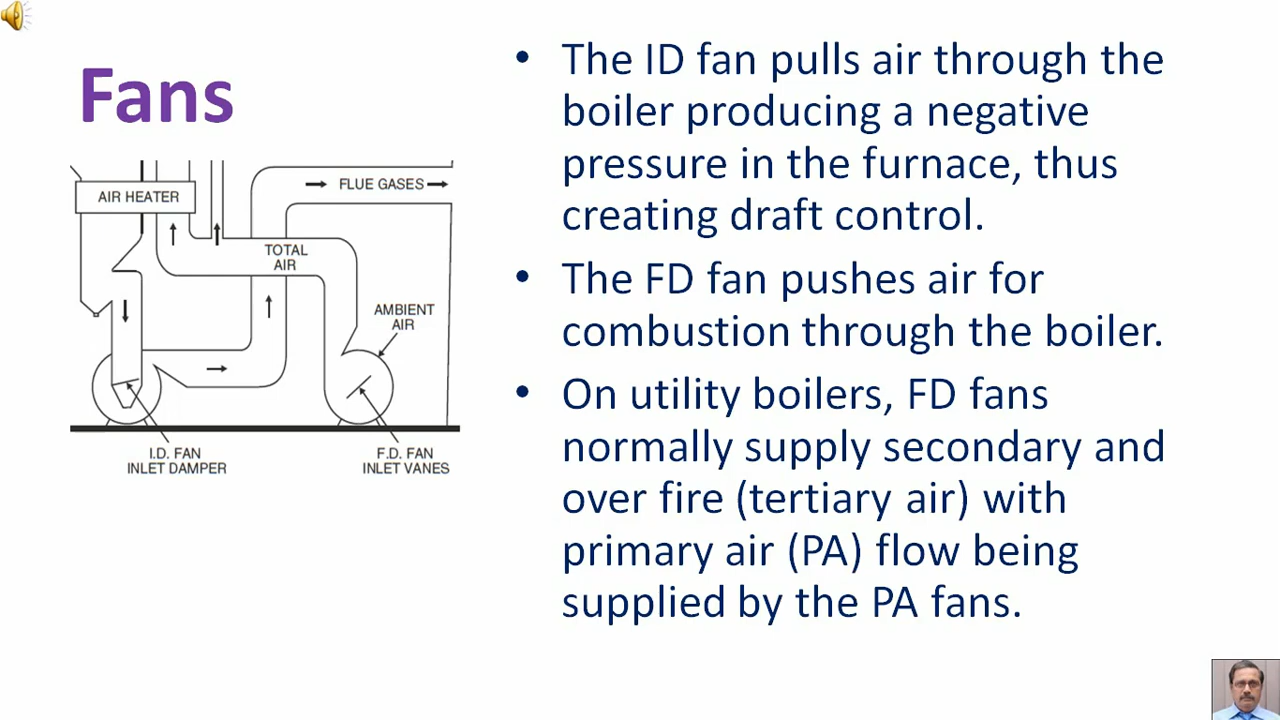 Fans
AIR HEATER
FLUE GASES
TOTAL
AIR
AMBIENT
AIR
I.D. FAN
INLET DAMPER
F.D. FAN
INLET VANES
• The ID fan pulls air through the
boiler producing a negative
pressure in the furnace, thus
creating draft control.
• The FD fan pushes air for
combustion through the boiler.
• On utility boilers, FD fans
normally supply secondary and
over fire (tertiary air) with
primary air (PA) flow being
supplied by the PA fans.